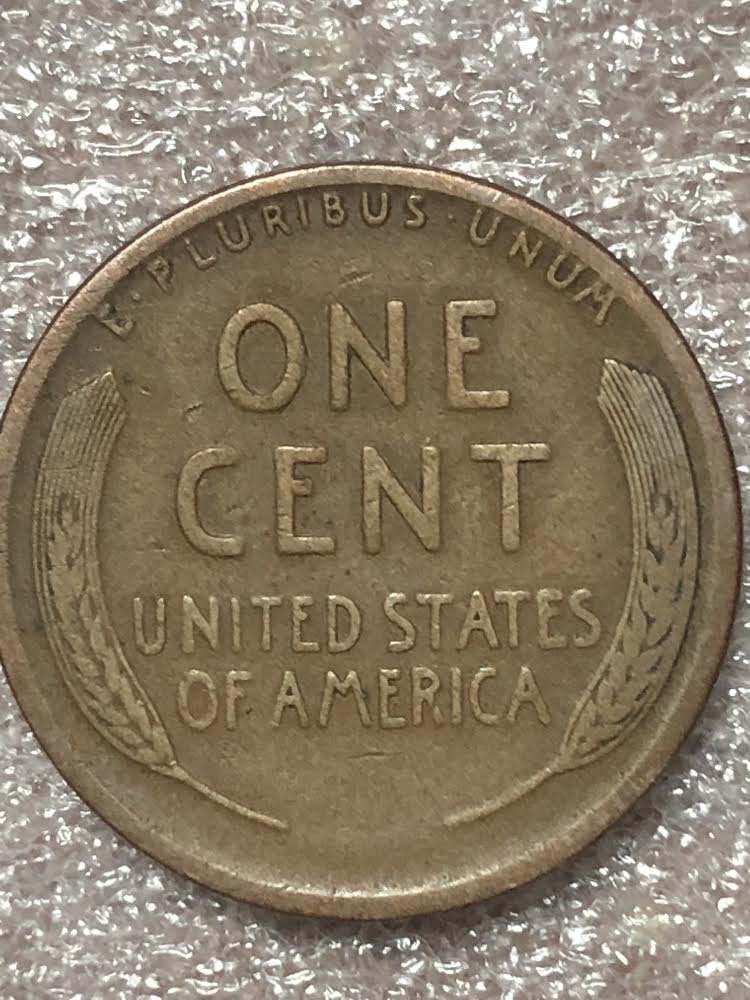 E · PLURIBUS · UNUM
ONE
CENT
UNITED STATES
OF AMERICA